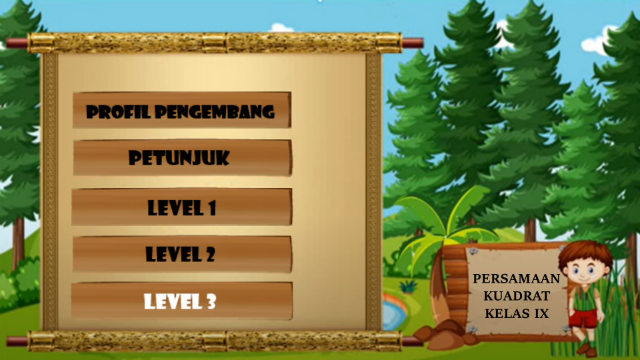 PROFIL PENGEMBANG
PETUNJUK
LEVEL 1
LEVEL 2
LEVEL 3
PERSAMAAN
KUADRAT
KELAS IX